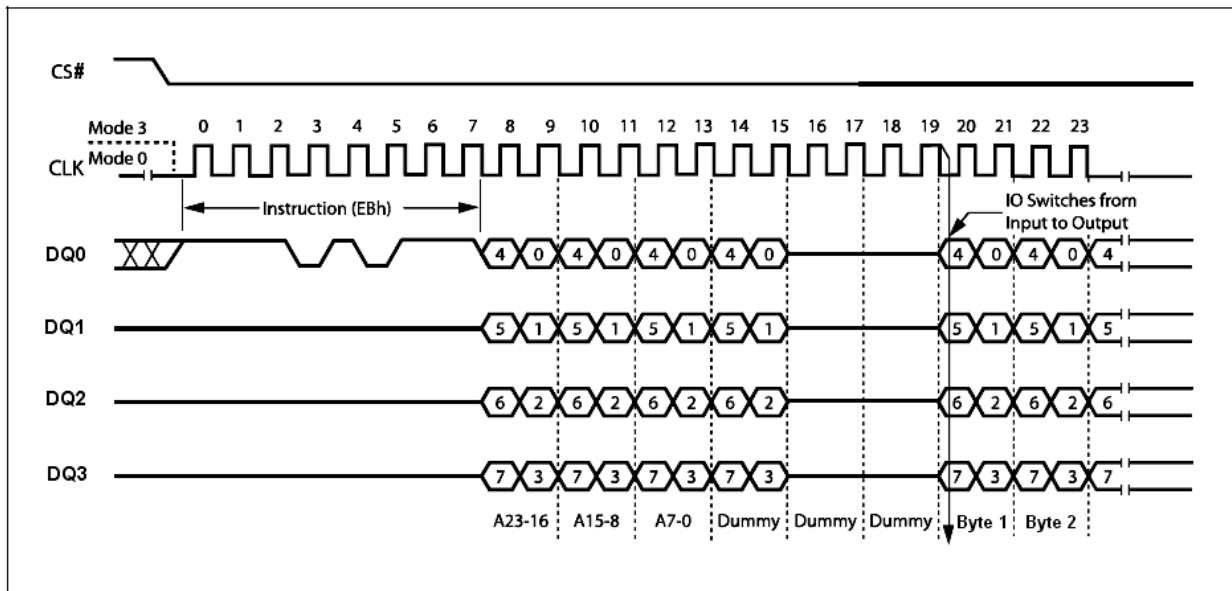 CS#
Mode 3
0 1 2 3 4 5 6 7 8 9 10 11 12 13 14 15 16 17 18 19 20 21 22 23
Mode 0
CLK
Instruction (EBh)
IO Switches from
Input to Output
DQ0
4 0 4 0 4 0 4 0 4 0 4 0 4
DQ1
5 1 5 1 5 1 5 1 5 1 5 1 5
DQ2
6 2 6 2 6 2 6 2 6 2 6 2 6
DQ3
7 3 7 3 7 3 7 3 7 3 7 3 7
A23-16 A15-8 A7-0 Dummy Dummy Dummy Byte 1 Byte 2